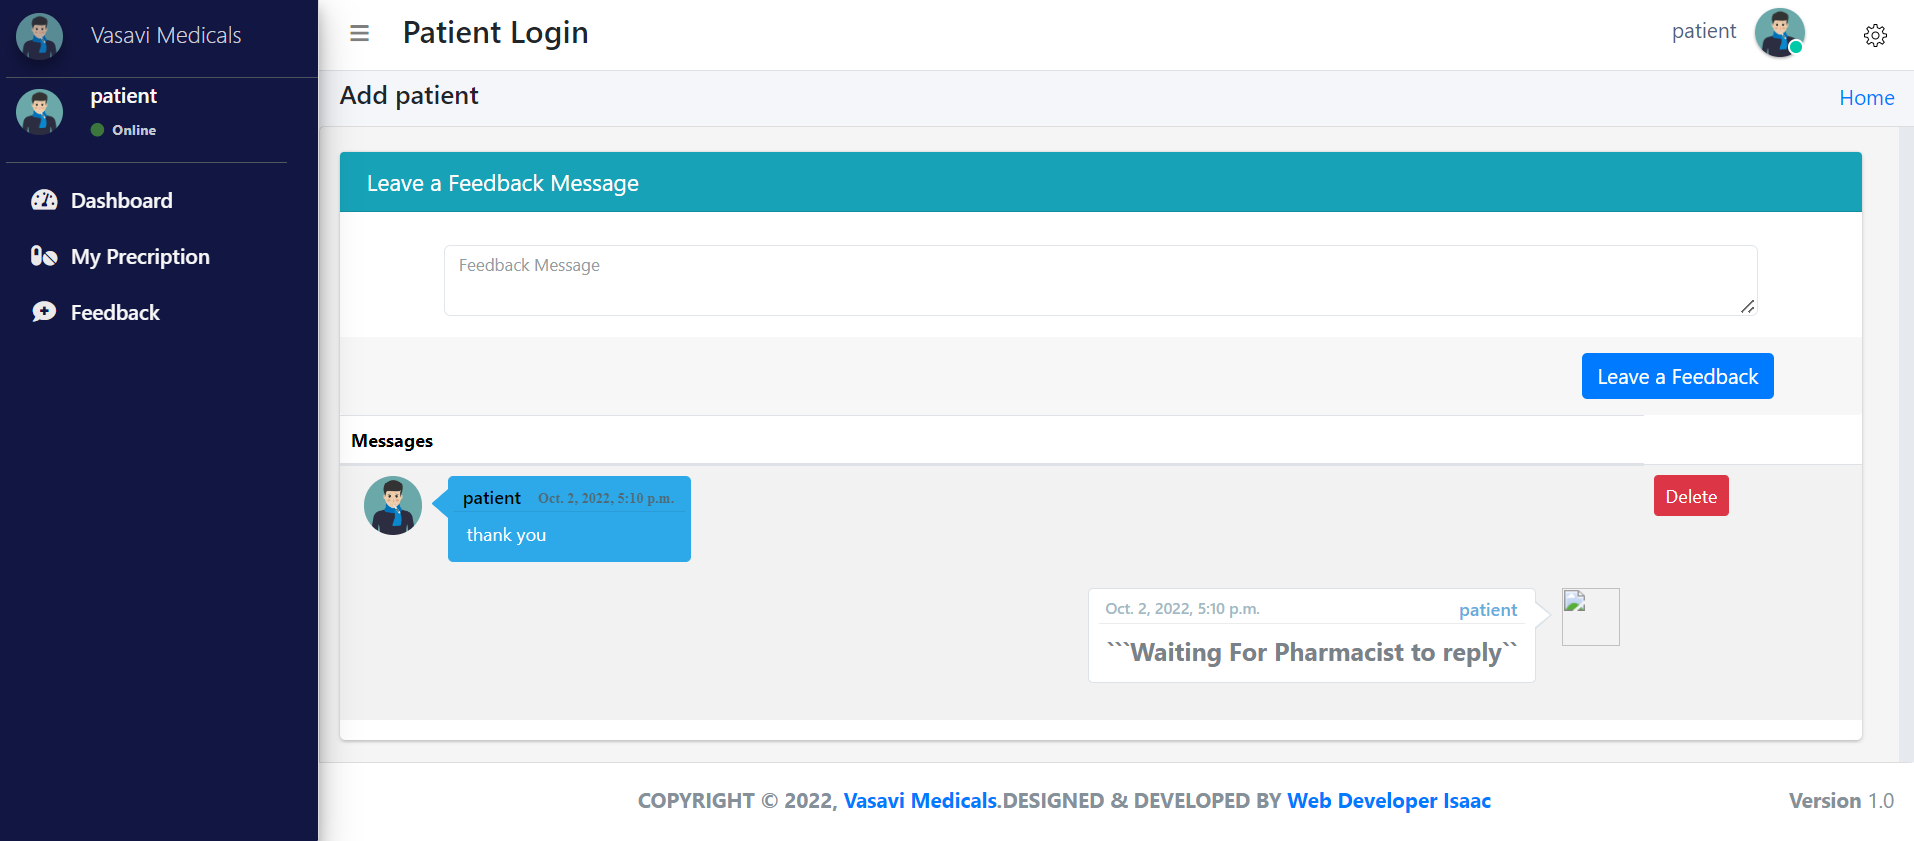 Vasavi Medicals
patient
Online
Dashboard
My Precription
Feedback
Patient Login
patient
Add patient
Home
Leave a Feedback Message
Feedback Message
Leave a Feedback
Messages
patient Oct. 2, 2022, 5:10 p.m.
thank you
Delete
Oct. 2, 2022, 5:10 p.m. patient
```Waiting For Pharmacist to reply``
COPYRIGHT © 2022, Vasavi Medicals.DESIGNED & DEVELOPED BY Web Developer Isaac
Version 1.0